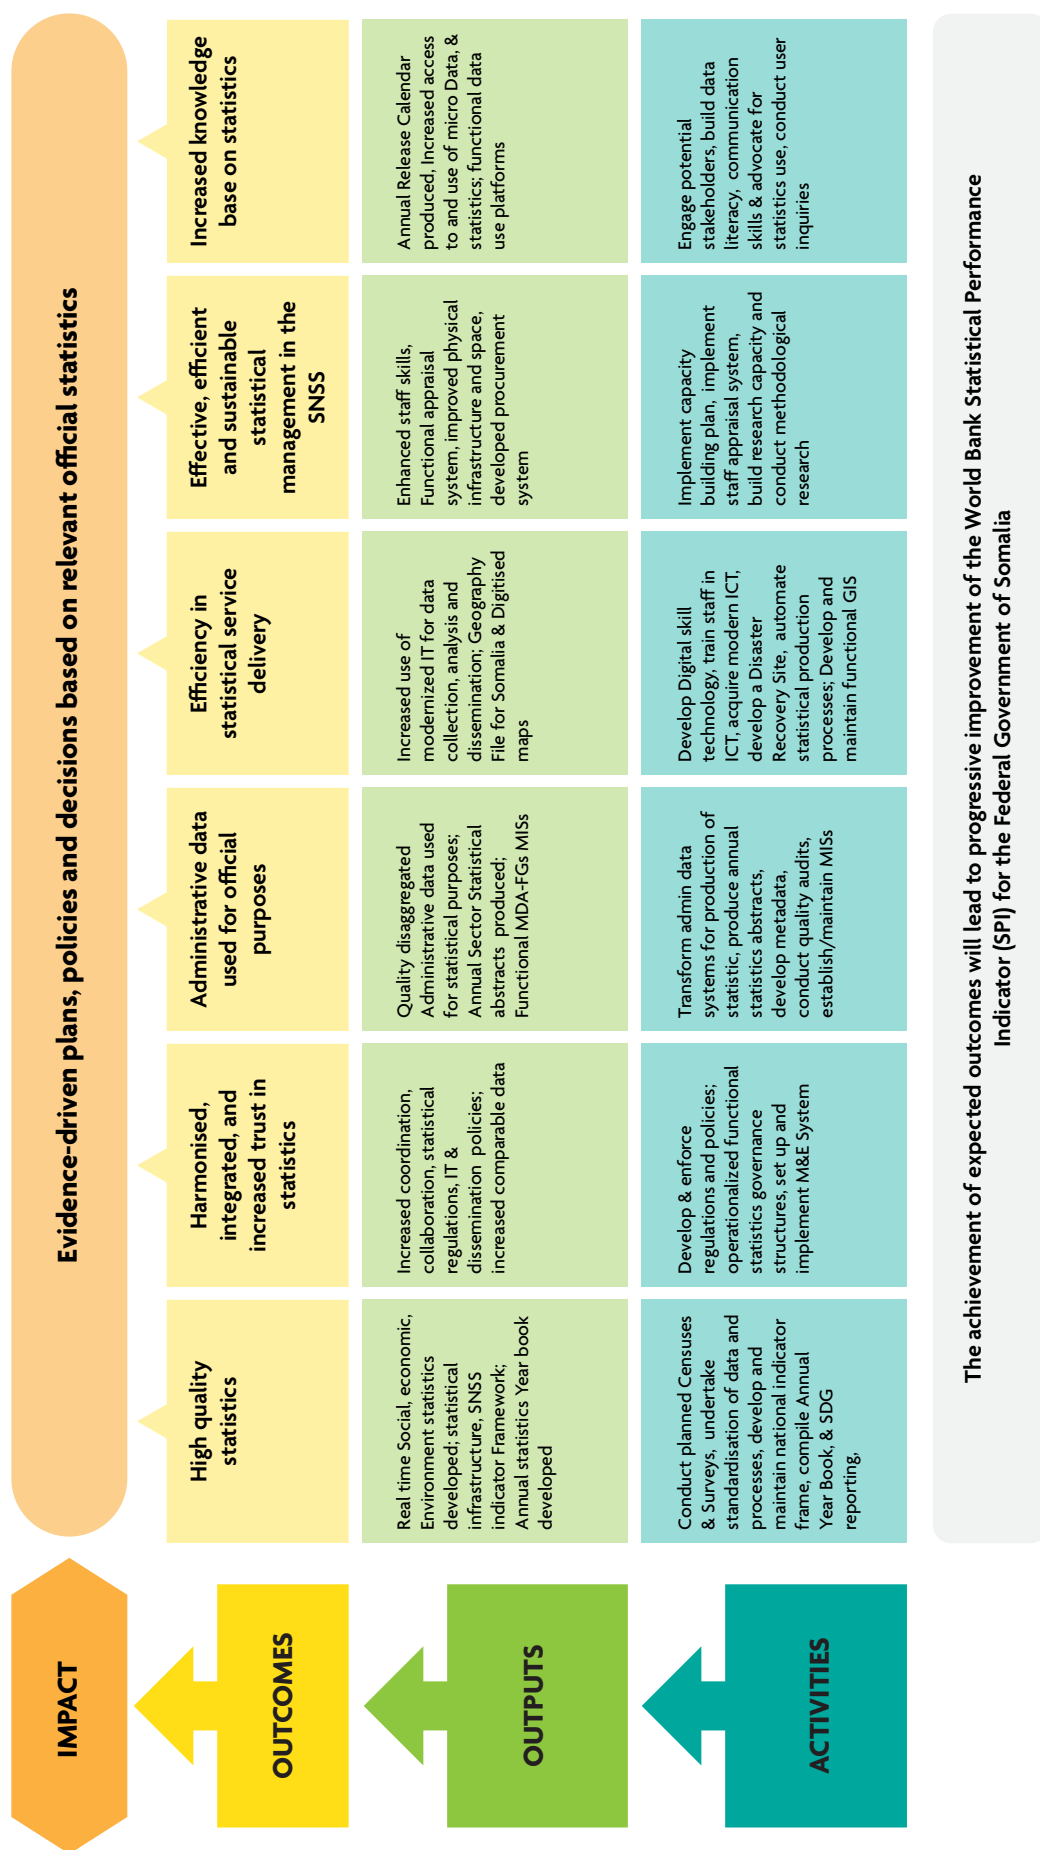 IMPACT
Evidence-driven plans, policies and decisions based on relevant official statistics
OUTCOMES
High quality
statistics
Harmonised,
integrated, and
increased trust in
statistics
Administrative data
used for official
purposes
Efficiency in
statistical service
delivery
Effective, efficient
and sustainable
statistical
management in the
SNSS
Increased knowledge
base on statistics
OUTPUTS
Real time Social, economic,
Environment statistics
developed; statistical
infrastructure, SNSS
indicator Framework;
Annual statistics Year book
developed
Increased coordination,
collaboration, statistical
regulations, IT &
dissemination policies;
increased comparable data
Quality disaggregated
Administrative data used
for statistical purposes;
Annual Sector Statistical
abstracts produced;
Functional MDA-FGs MISs
Increased use of
modernized IT for data
collection, analysis and
dissemination; Geography
File for Somalia & Digitised
maps
Enhanced staff skills,
Functional appraisal
system, improved physical
infrastructure and space,
developed procurement
system
Annual Release Calendar
produced, Increased access
to and use of micro Data, &
statistics; functional data
use platforms
ACTIVITIES
Conduct planned Censuses
& Surveys, undertake
standardisation of data and
processes, develop and
maintain national indicator
frame, compile Annual
Year Book, & SDG
reporting,
Develop & enforce
regulations and policies;
operationalized functional
statistics governance
structures, set up and
implement M&E System
Transform admin data
systems for production of
statistic, produce annual
statistics abstracts,
develop metadata,
conduct quality audits,
establish/maintain MISs
Develop Digital skill
technology, train staff in
ICT, acquire modern ICT,
develop a Disaster
Recovery Site, automate
statistical production
processes; Develop and
maintain functional GIS
Implement capacity
building plan, implement
staff appraisal system,
build research capacity and
conduct methodological
research
Engage potential
stakeholders, build data
literacy, communication
skills & advocate for
statistics use, conduct user
inquiries
The achievement of expected outcomes will lead to progressive improvement of the World Bank Statistical Performance
Indicator (SPI) for the Federal Government of Somalia